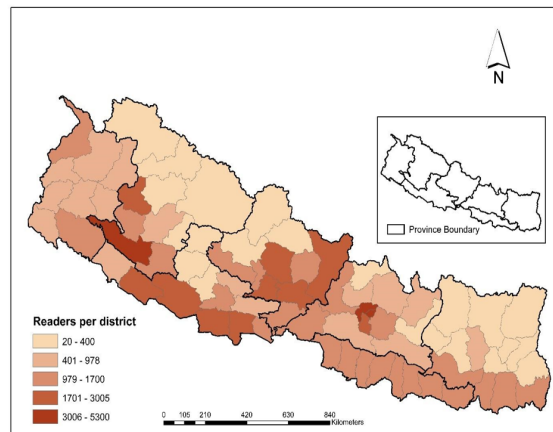 N
Province Boundary
Readers per district
20 - 400
401 - 978
979 - 1700
1701 - 3005
3006 - 5300
0 105 210 420 630 840
Kilometers